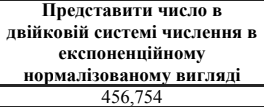 Представити число в
двійковій системі числення в
експоненційному
нормалізованому вигляді
456,754